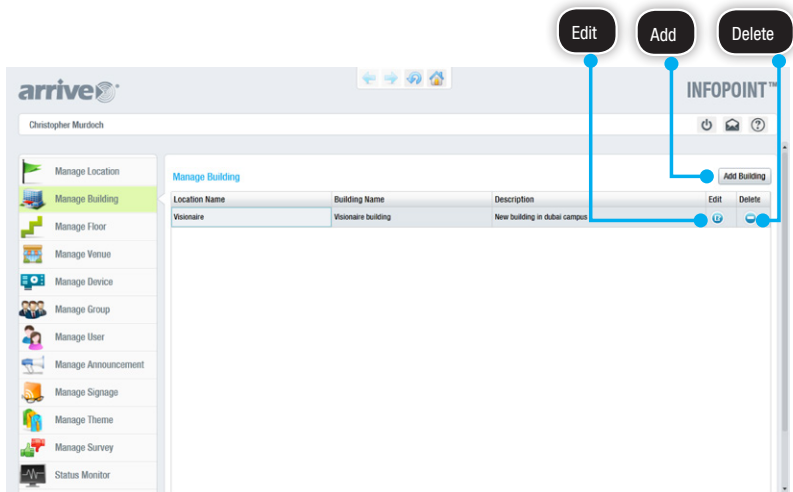 Edit Add Delete
arrive
INFOPOINT™
Christopher Murdoch
Manage Location
Manage Building
Manage Floor
Manage Venue
Manage Device
Manage Group
Manage User
Manage Announcement
Manage Signage
Manage Theme
Manage Survey
Status Monitor
Manage Building
Add Building
Location Name Building Name Description Edit Delete
Visionaire Visionaire building New building in dubai campus